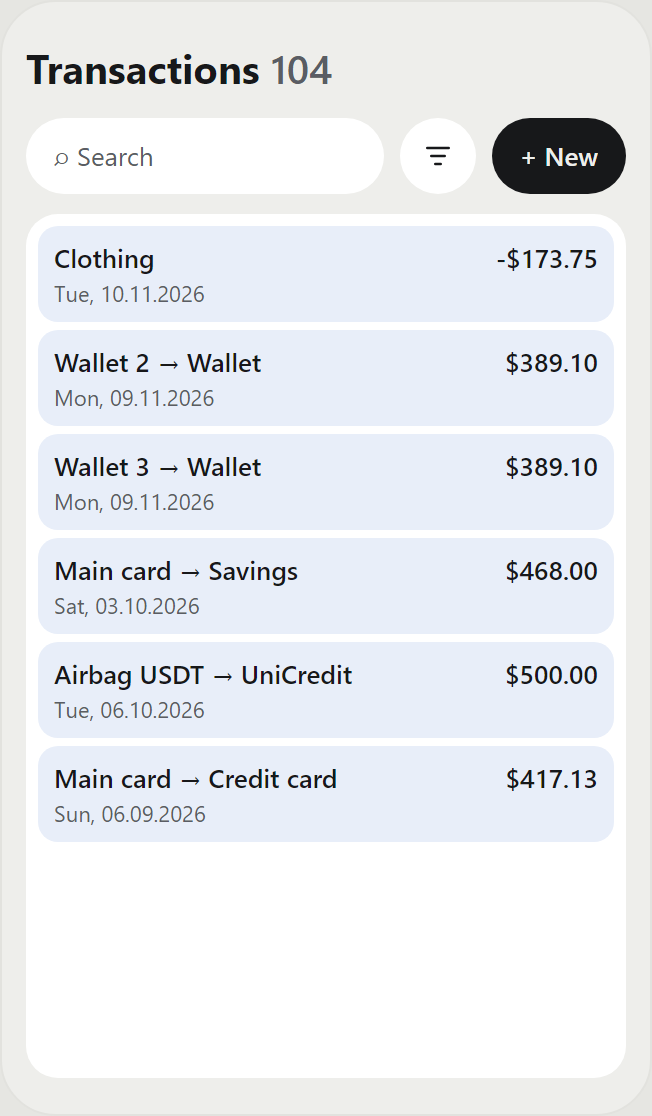 Transactions 104
⌕ Search
+ New
Clothing -$173.75
Tue, 10.11.2026
Wallet 2 → Wallet $389.10
Mon, 09.11.2026
Wallet 3 → Wallet $389.10
Mon, 09.11.2026
Main card → Savings $468.00
Sat, 03.10.2026
Airbag USDT → UniCredit $500.00
Tue, 06.10.2026
Main card → Credit card $417.13
Sun, 06.09.2026